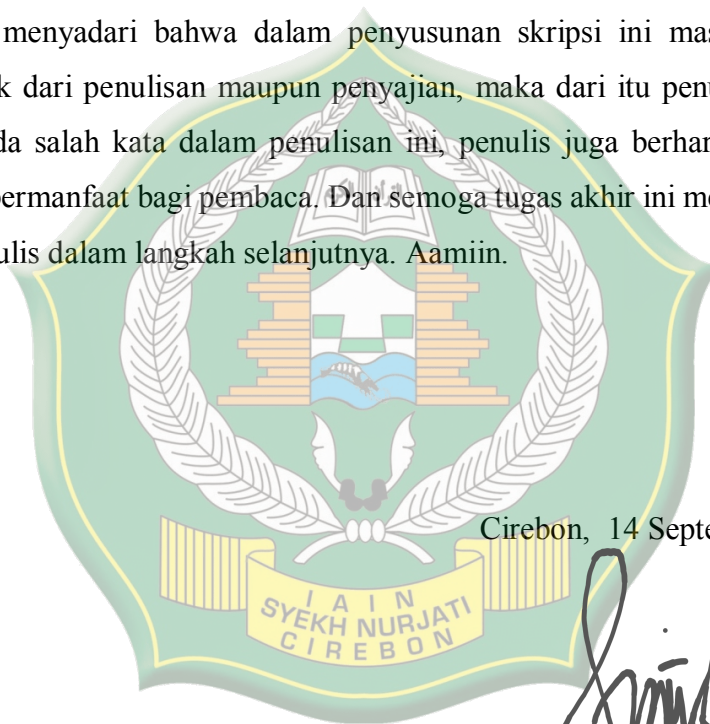 menyadari bahwa dalam penyusunan skripsi ini mas
k dari penulisan maupun penyajian, maka dari itu penu
da salah kata dalam penulisan ini, penulis juga berhar
bermanfaat bagi pembaca. Dan semoga tugas akhir ini me
ulis dalam langkah selanjutnya. Aamiin.
Cirebon, 14 Septe
IAIN
SYEKH NURJATI
CIREBON